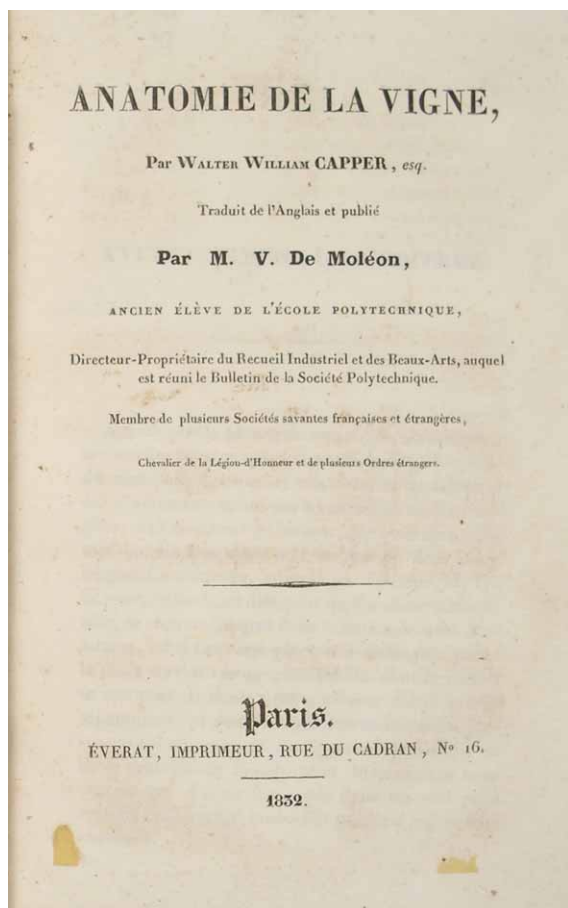 ANATOMIE DE LA VIGNE,
Par WALTER WILLIAM CAPPER, esq.
Traduit de l'Anglais et publié
Par M. V. De Moléon,
ANCIEN ÉLÈVE DE L'ÉCOLE POLYTECHNIQUE,
Directeur-Propriétaire du Recueil Industriel et des Beaux-Arts, auquel
est réuni le Bulletin de la Société Polytechnique.
Membre de plusieurs Sociétés savantes françaises et étrangères,
Chevalier de la Légion-d'Honneur et de plusieurs Ordres étrangers.
Paris.
ÉVERAT, IMPRIMEUR, RUE DU CADRAN, No 16.
1832.